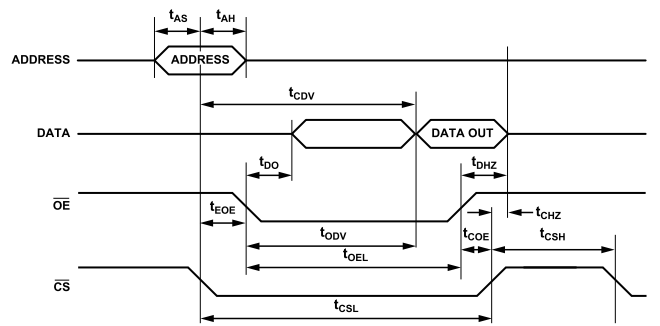 tAS tAH
ADDRESS ADDRESS
tCDV
DATA DATA OUT
tDO tDHZ
OE
tEOE tCHZ
tODV tCOE tCSH
tOEL
CS
tCSL